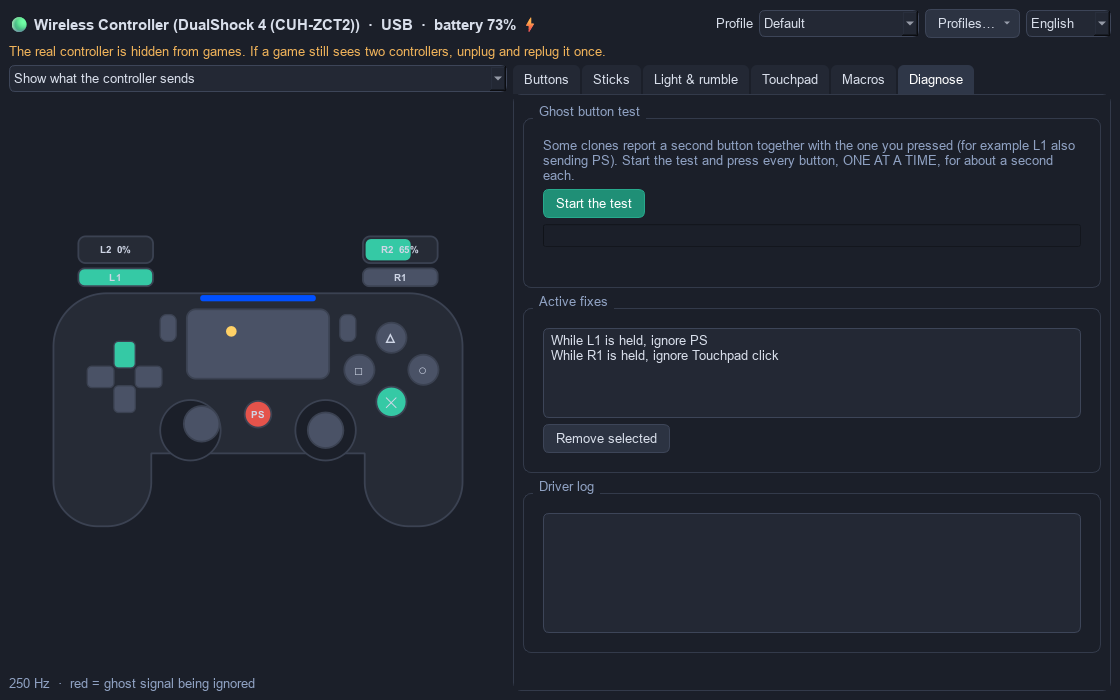 Wireless Controller (DualShock 4 (CUH-ZCT2)) · USB · battery 73%
Profile Default Profiles... English
The real controller is hidden from games. If a game still sees two controllers, unplug and replug it once.
Show what the controller sends
Buttons Sticks Light & rumble Touchpad Macros Diagnose
Ghost button test
Some clones report a second button together with the one you pressed (for example L1 also
sending PS). Start the test and press every button, ONE AT A TIME, for about a second
each.
Start the test
L2 0%
R2 65%
L1
R1
△
□
○
PS
Active fixes
While L1 is held, ignore PS
While R1 is held, ignore Touchpad click
Remove selected
Driver log
250 Hz · red = ghost signal being ignored